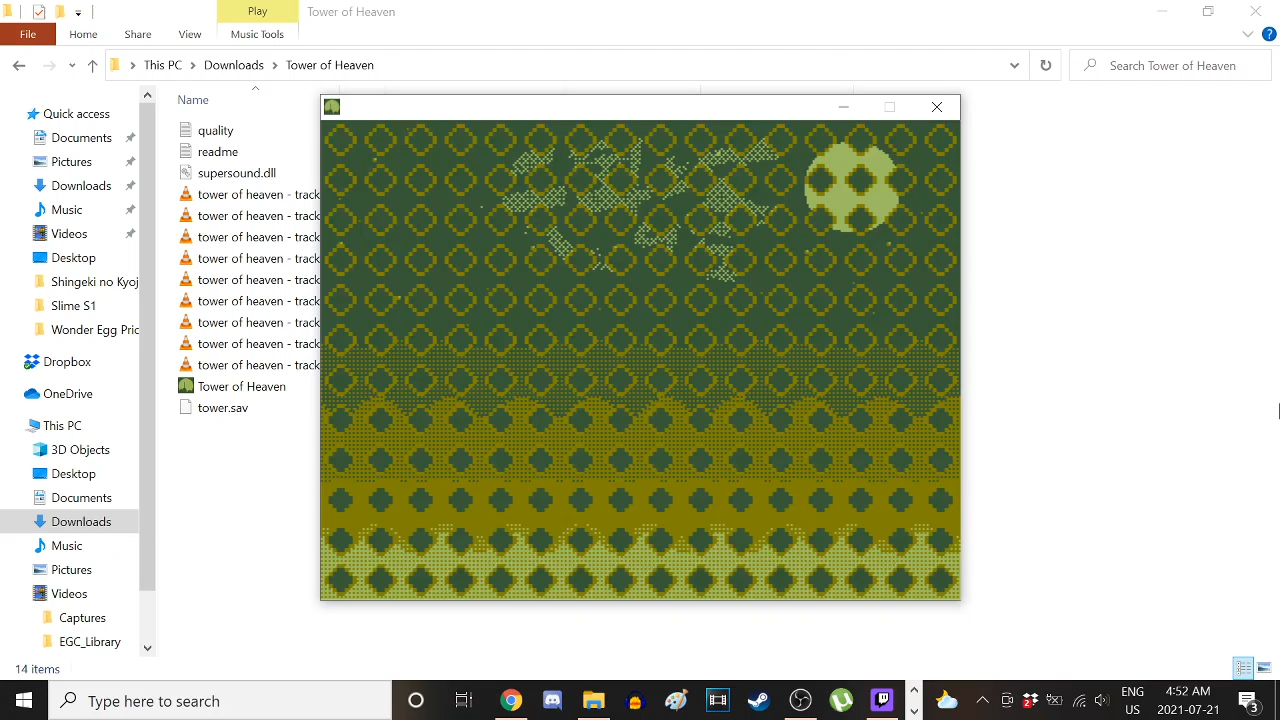 Play
Tower of Heaven
File
Home
Share
View
Music Tools
This PC
Downloads
Tower of Heaven
Search Tower of Heaven
Name
Quick access
Documents
Pictures
Downloads
Music
Videos
Desktop
Shingeki no Kyoj
Slime S1
Wonder Egg Pric
Dropbox
OneDrive
This PC
3D Objects
Desktop
Documents
Downloads
Music
Pictures
Videos
Captures
EGC_Library
quality
readme
supersound.dll
tower of heaven - track
tower of heaven - track
tower of heaven - track
tower of heaven - track
tower of heaven - track
tower of heaven - track
tower of heaven - track
tower of heaven - track
tower of heaven - track
Tower of Heaven
tower.sav
14 items
Type here to search
ENG
US
4:52 AM
2021-07-21
3